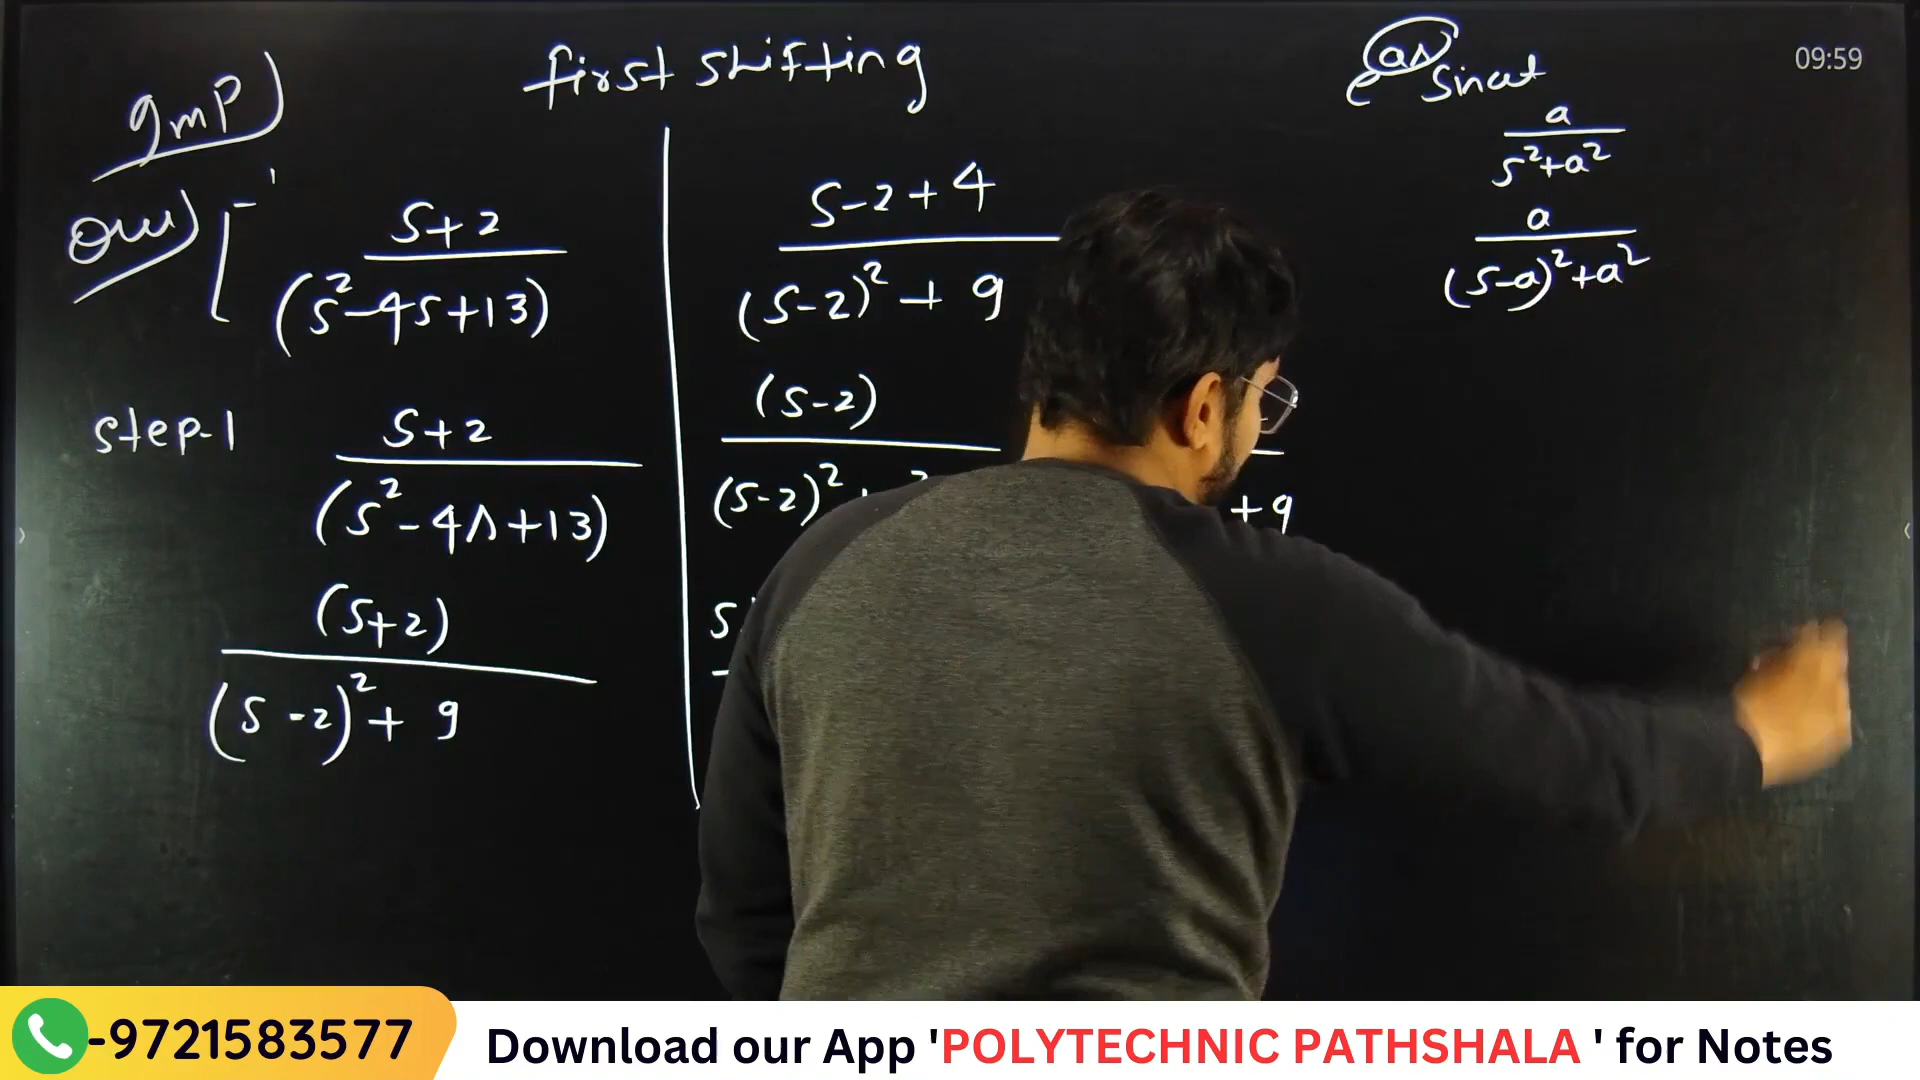 first shifting
09:59
Imp
Que) L⁻¹
S+2
(S²-4S+13)
Step-1
S+2
(S²-4s+13)
(S+2)
(S-2)²+ 9
S-2+4
(S-2)²+ 9
(S-2)
(S-2)²+
S
+9
e^as Sinat
a
S²+a²
a
(S-a)²+a²
-9721583577
Download our App 'POLYTECHNIC PATHSHALA ' for Notes